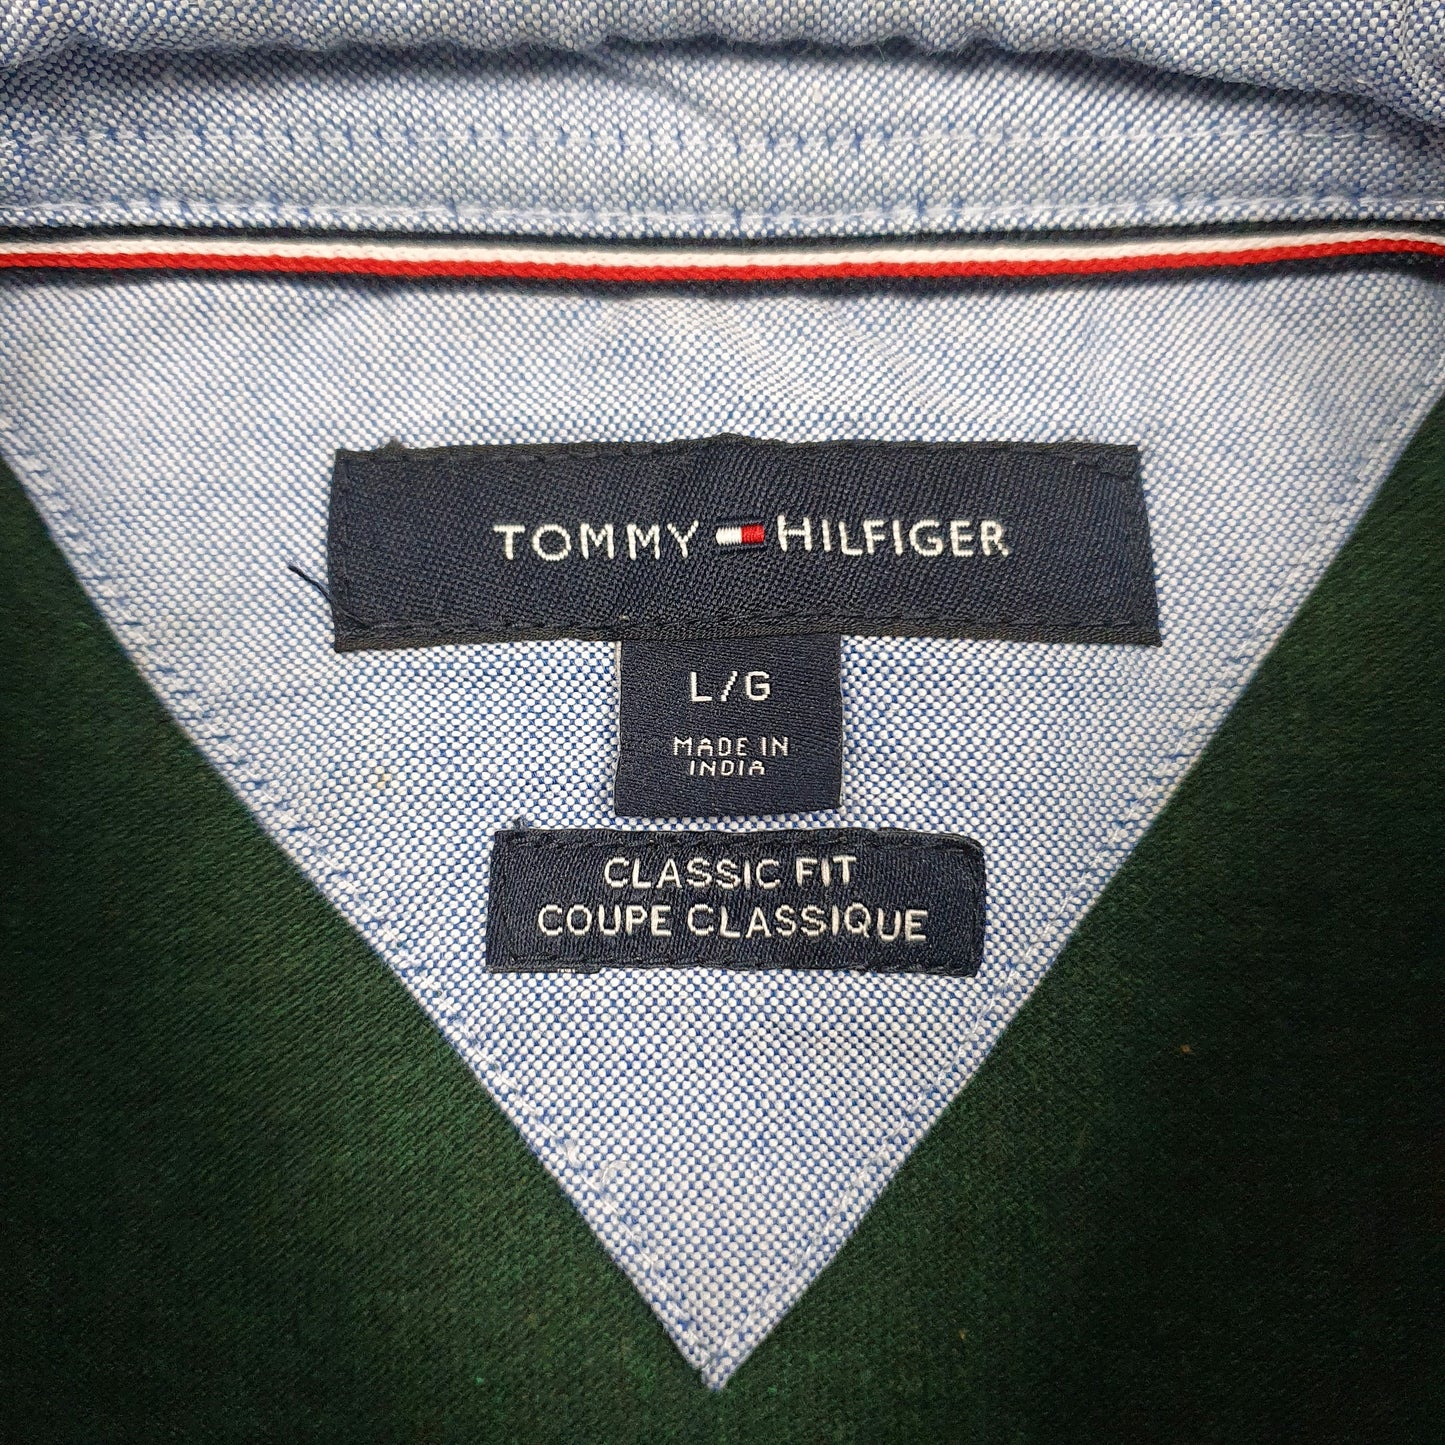 TOMMY HILFIGER
L/G
MADE IN
INDIA
CLASSIC FIT
COUPE CLASSIQUE